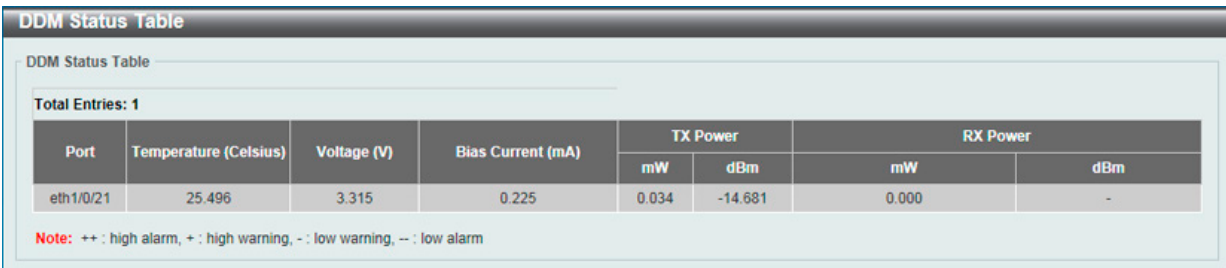 DDM Status Table
DDM Status Table
Total Entries: 1
Port Temperature (Celsius) Voltage (V) Bias Current (mA) TX Power RX Power
mW dBm mW dBm
eth1/0/21 25.496 3.315 0.225 0.034 -14.681 0.000 -
Note: ++ : high alarm, + : high warning, - : low warning, -- : low alarm